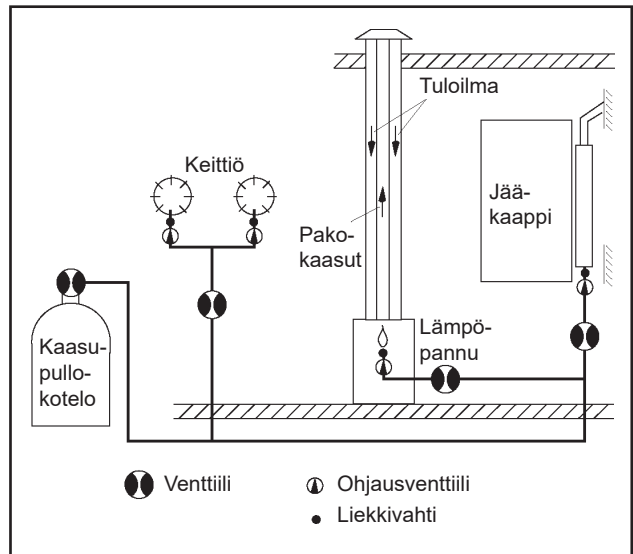 Tuloilma
Keittiö
Jää-
kaappi
Pako-
kaasut
Lämpö-
pannu
Kaasu-
pullo-
kotelo
Venttiili
Ohjausventtiili
Liekkivahti